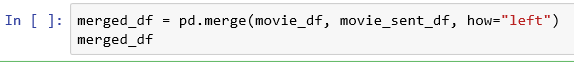 In [ ]: merged_df = pd.merge(movie_df, movie_sent_df, how="left")
merged_df